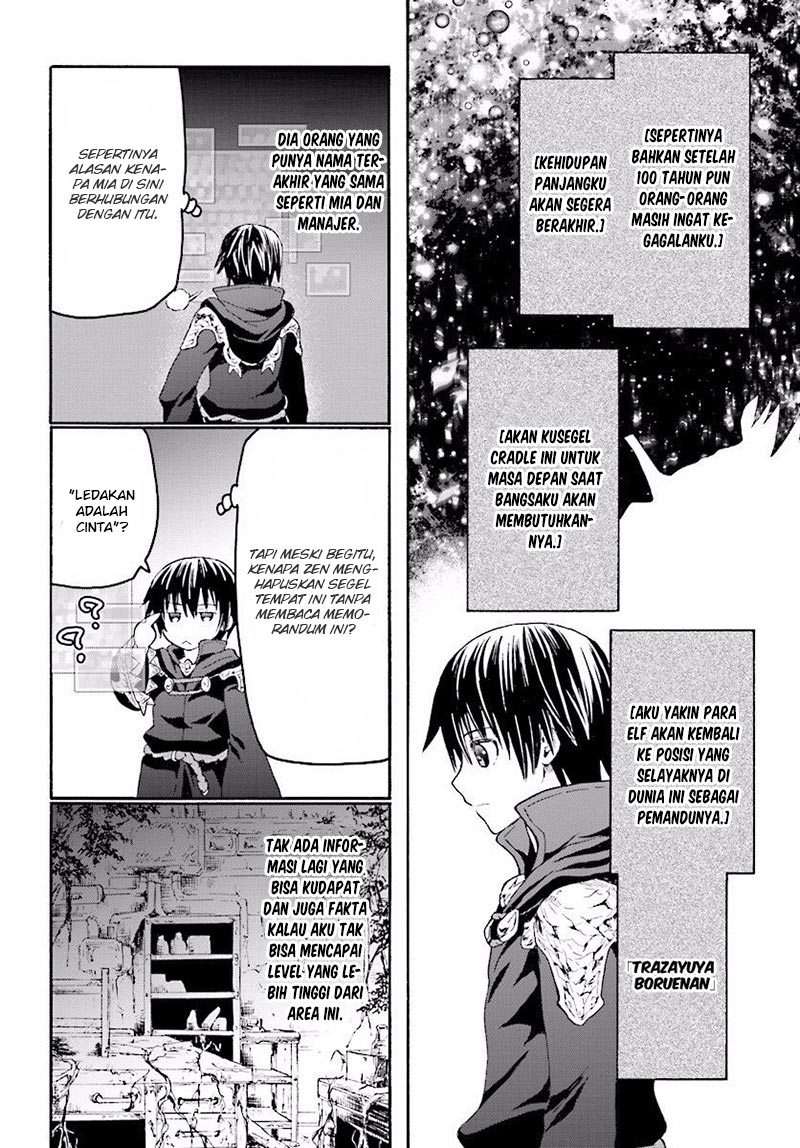 [SEPERTINYA
BAHKAN SETELAH
100 TAHUN PUN
ORANG-ORANG
MASIH INGAT KE-
GAGALANKU.]
[KEHIDUPAN
PANJANGKU
AKAN SEGERA
BERAKHIR.]
[AKAN KUSEGEL
CRADLE INI UNTUK
MASA DEPAN SAAT
BANGSAKU AKAN
MEMBUTUHKAN-
NYA.]
[AKU YAKIN PARA
ELF AKAN KEMBALI
KE POSISI YANG
SELAYAKNYA DI
DUNIA INI SEBAGAI
PEMANDUNYA.]
「TRAZAYUYA
BORUENAN」
DIA ORANG YANG
PUNYA NAMA TER-
AKHIR YANG SAMA
SEPERTI MIA DAN
MANAJER.
SEPERTINYA
ALASAN KENA-
PA MIA DI SINI
BERHUBUNGAN
DENGAN ITU.
TAPI MESKI BEGITU,
KENAPA ZEN MENG-
HAPUSKAN SEGEL
TEMPAT INI TANPA
MEMBACA MEMO-
RANDUM INI?
"LEDAKAN
ADALAH
CINTA"?
TAK ADA INFOR-
MASI LAGI YANG
BISA KUDAPAT
DAN JUGA FAKTA
KALAU AKU TAK
BISA MENCAPAI
LEVEL YANG LE-
BIH TINGGI DARI
AREA INI.